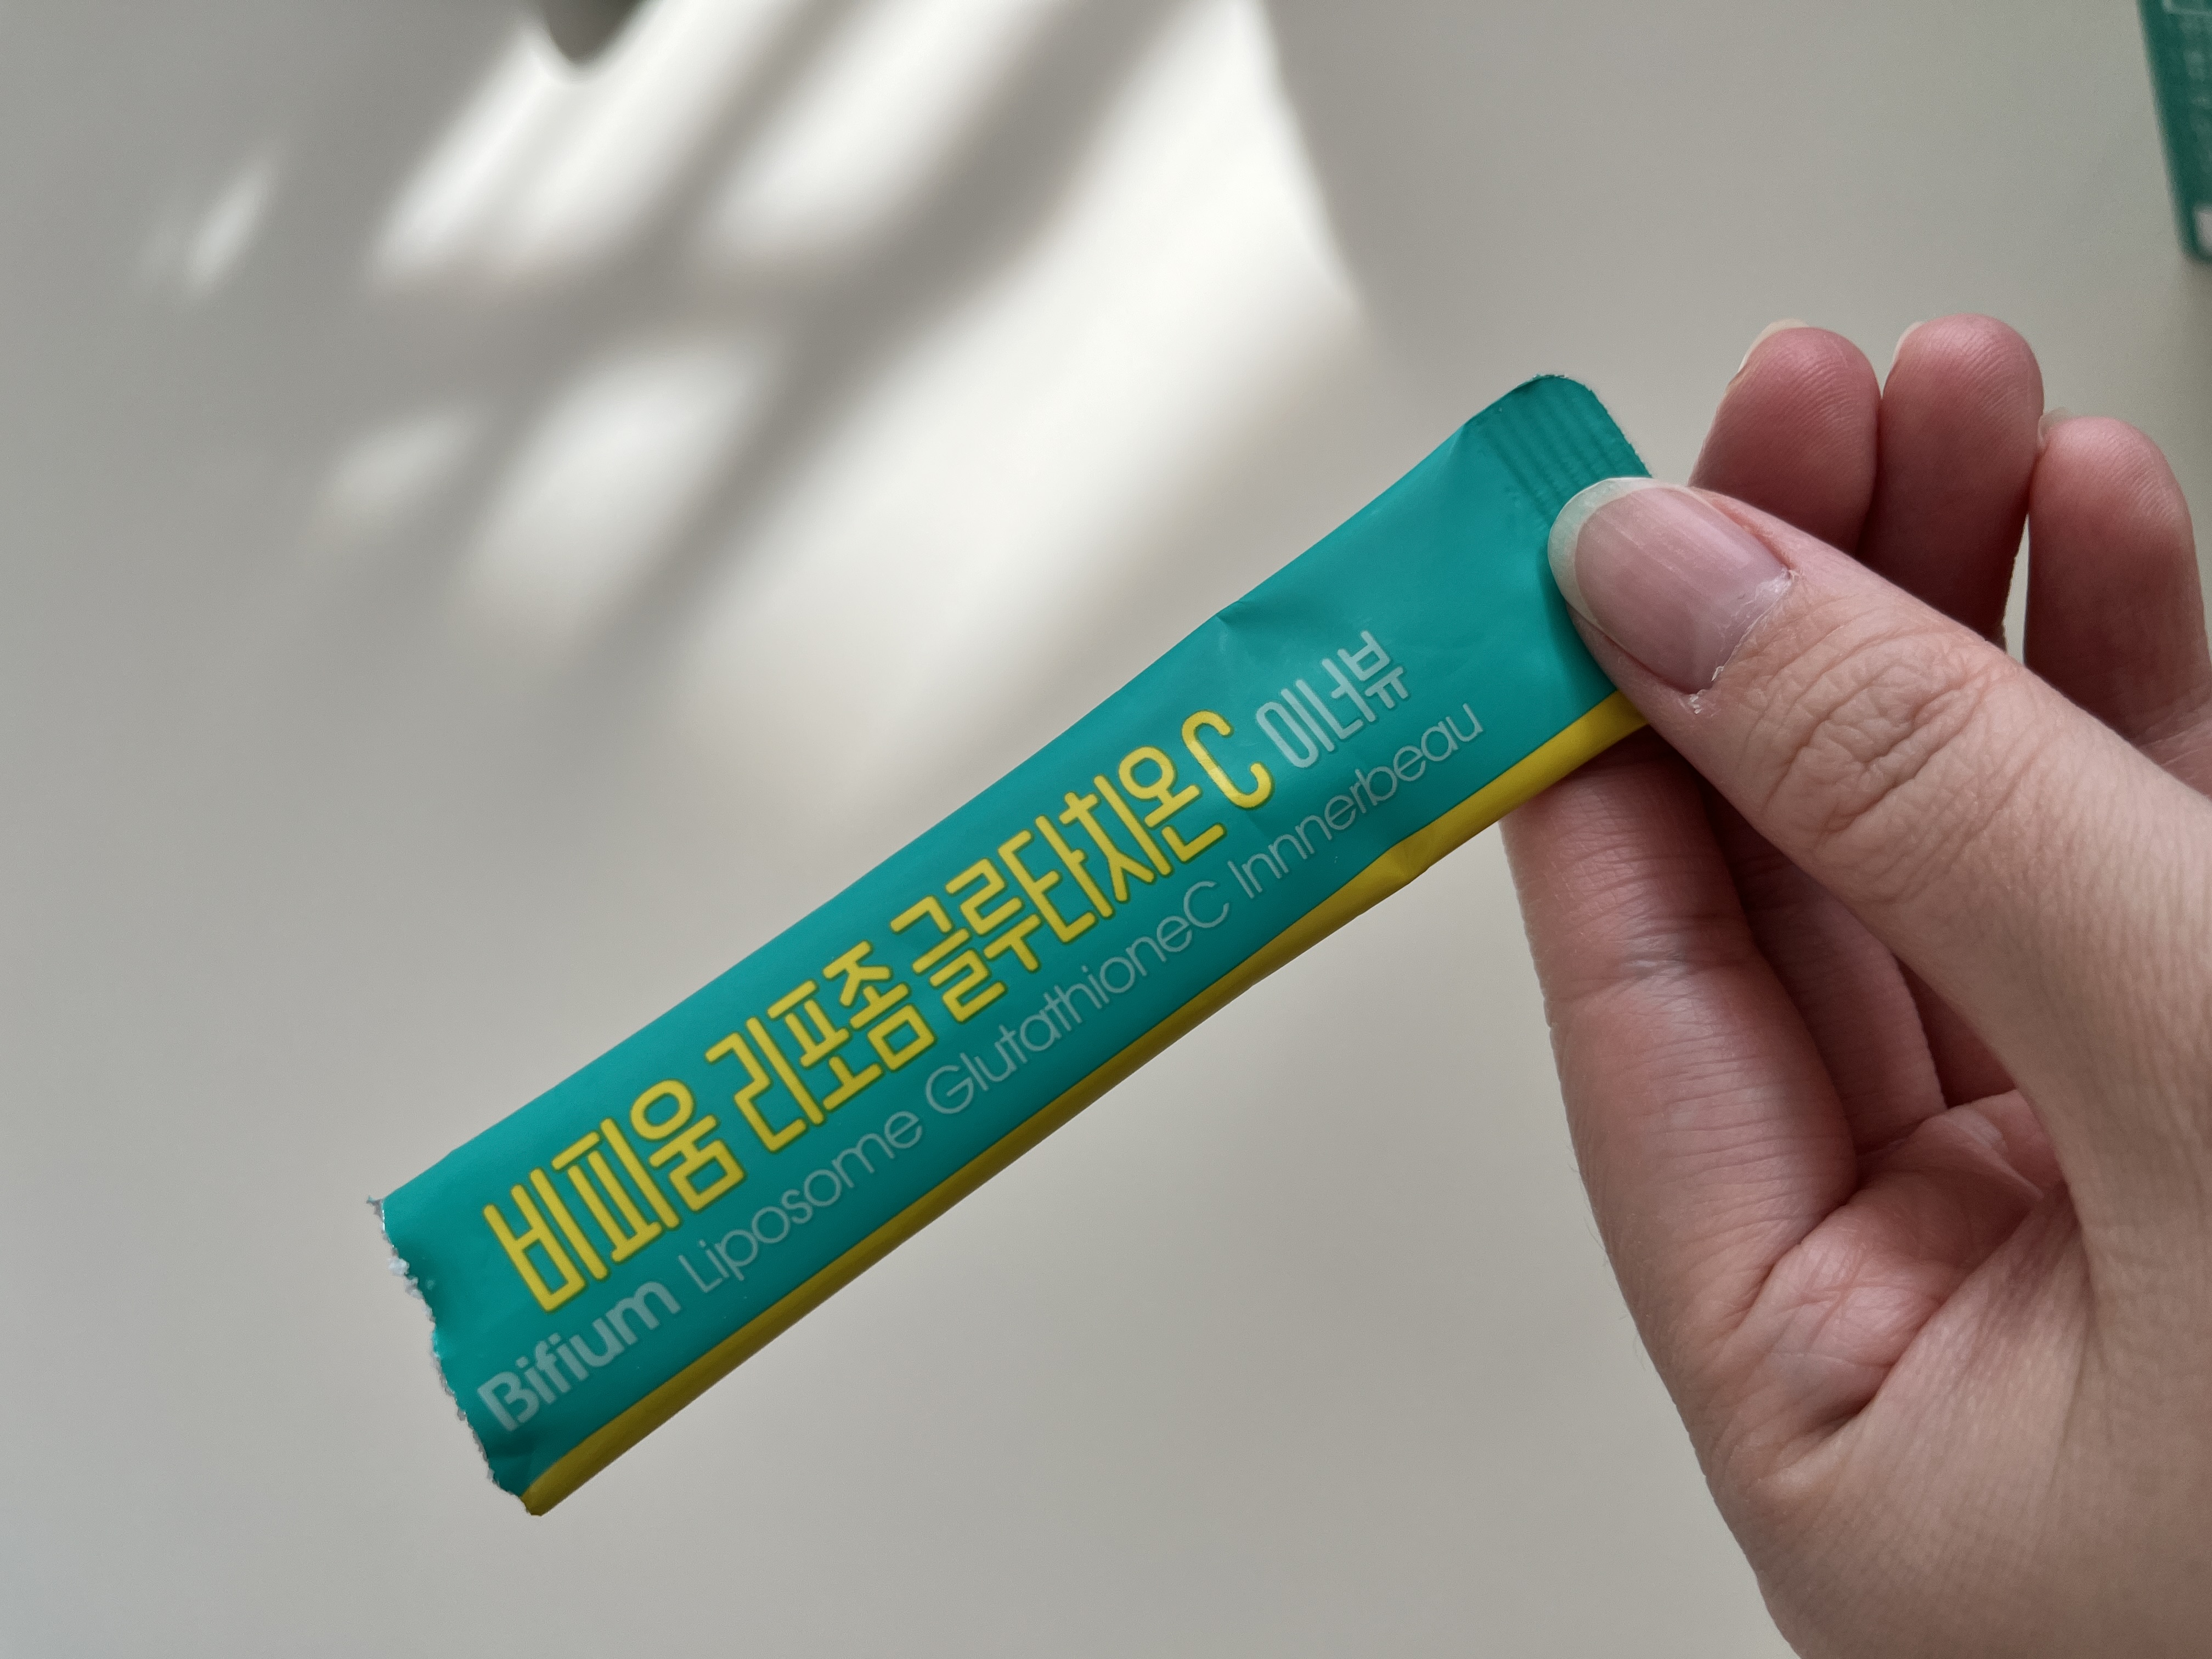 비피움 리포좀 글루타치온C 이너뷰
Bifium Liposome GlutathioneC Innnerbeau